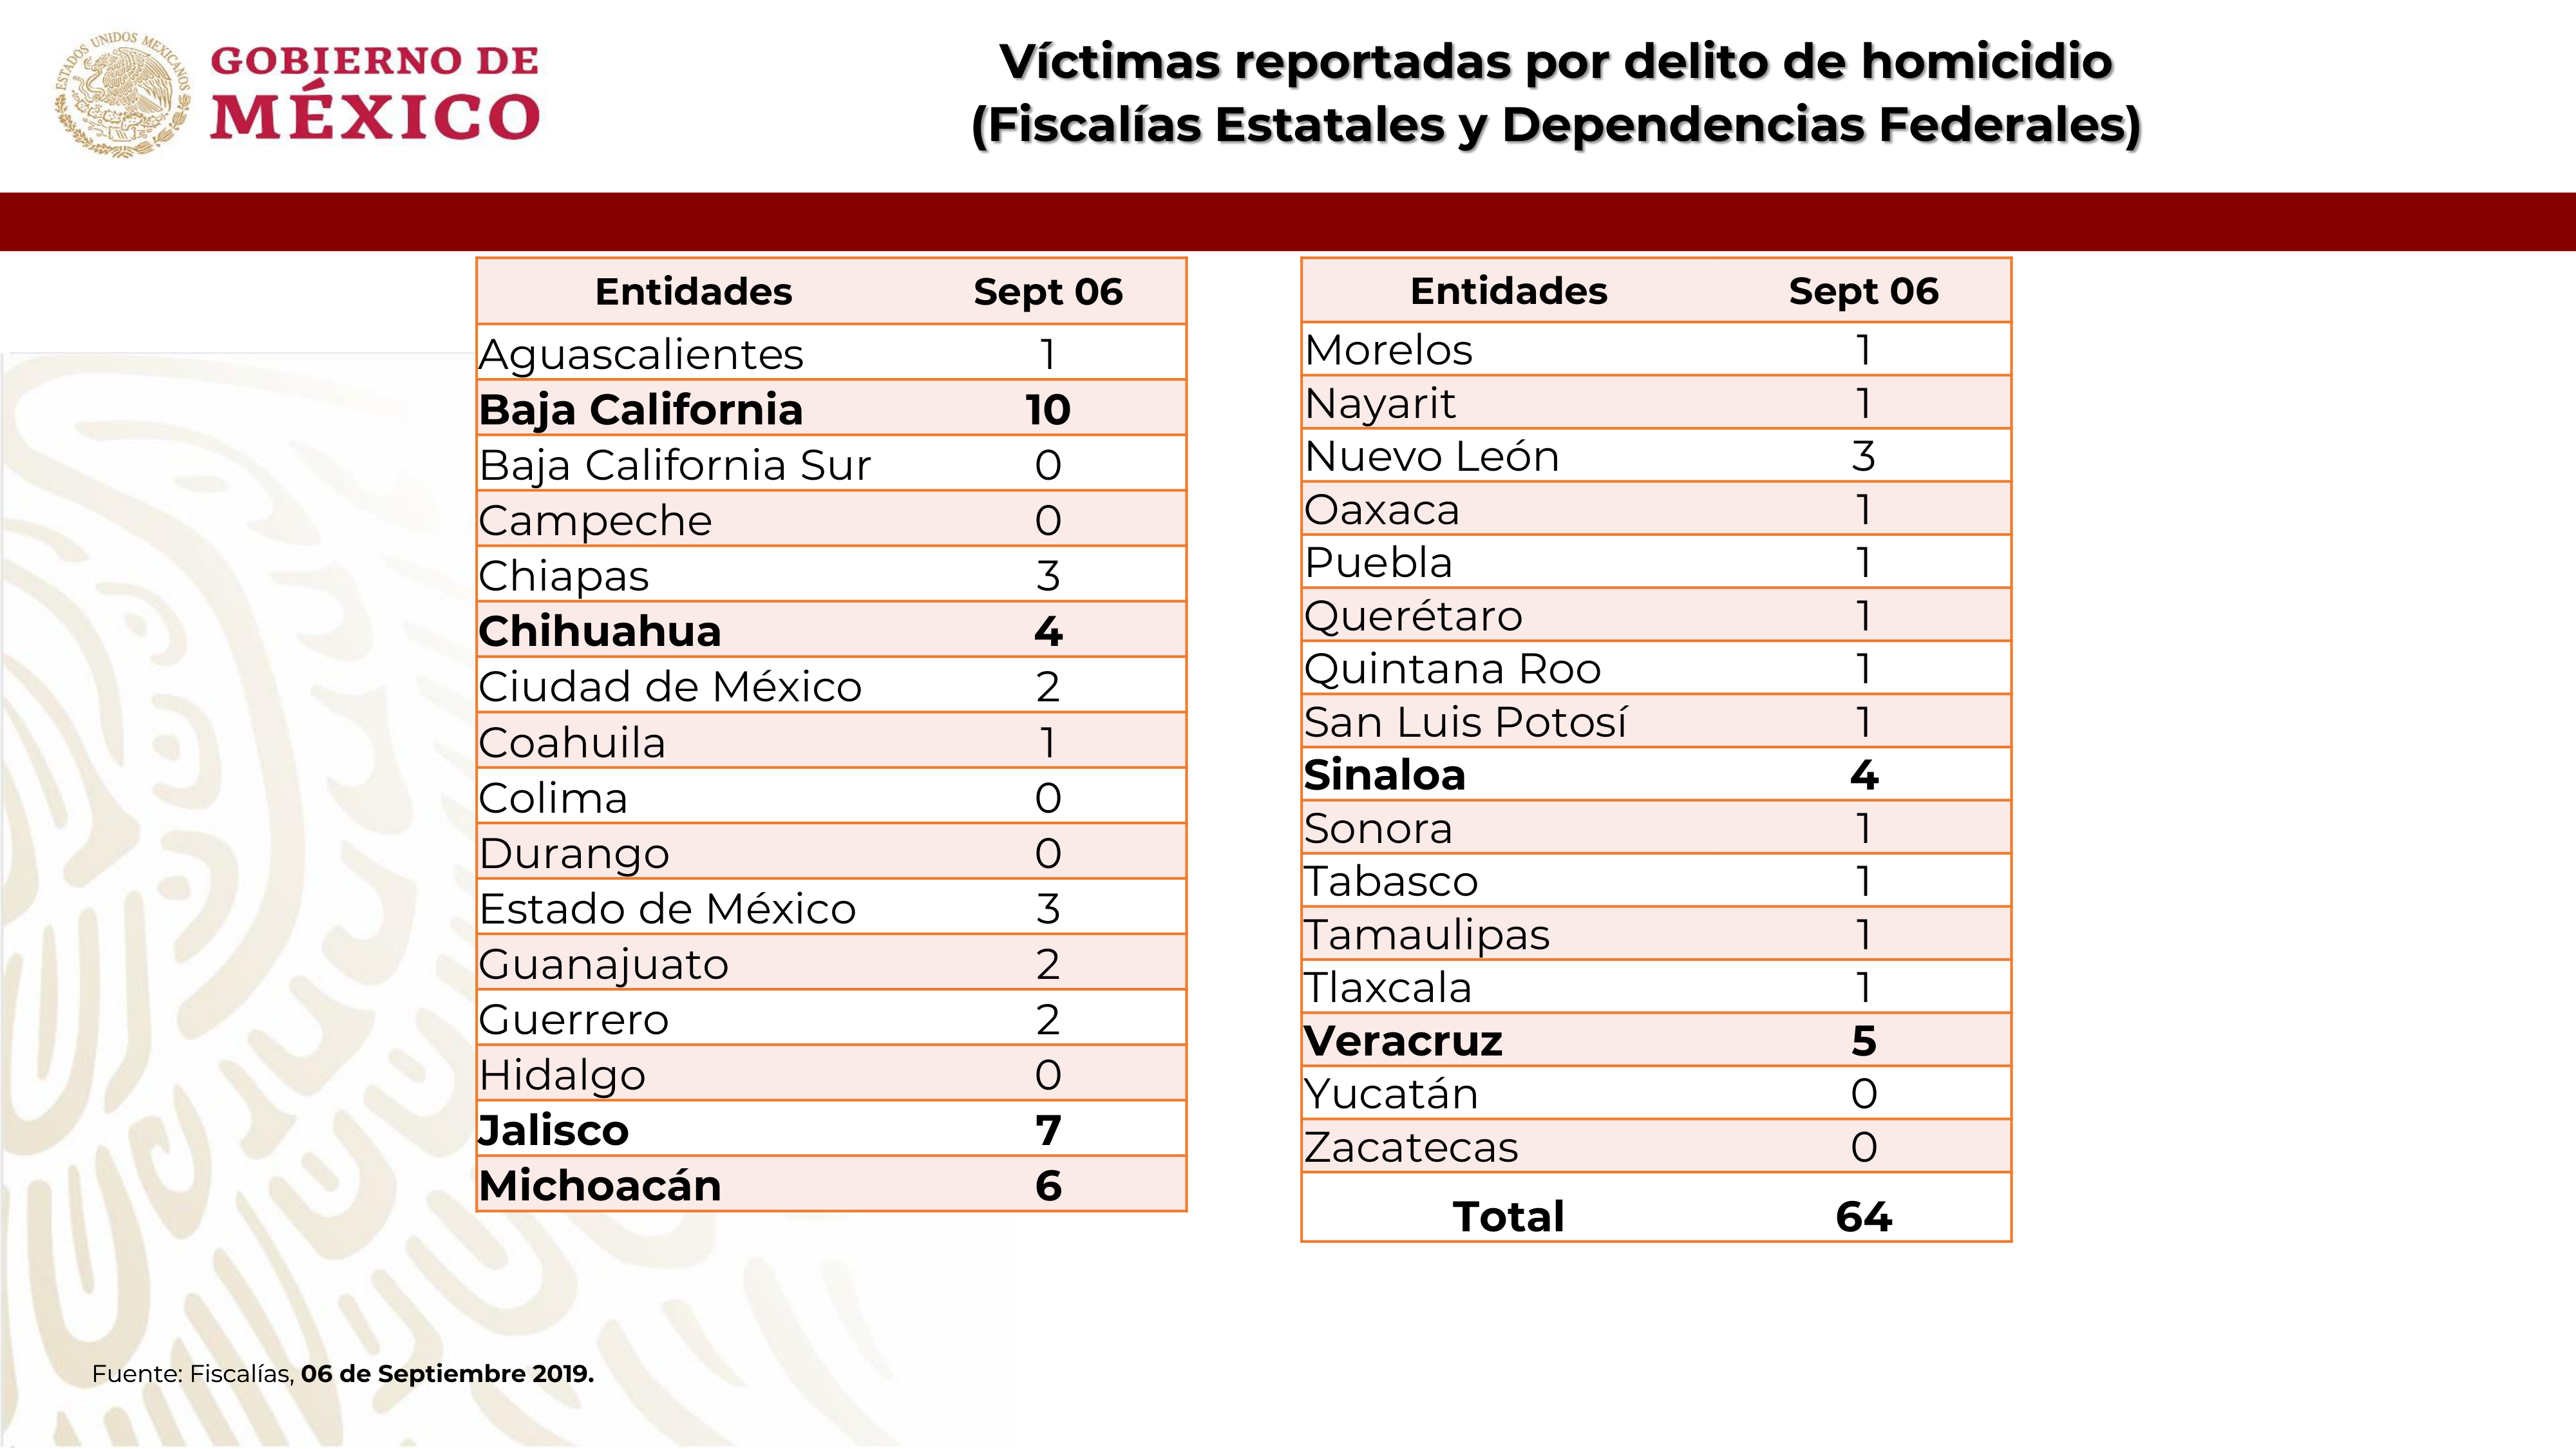 ESTADOS UNIDOS MEXICANOS
GOBIERNO DE
MÉXICO
Víctimas reportadas por delito de homicidio
(Fiscalías Estatales y Dependencias Federales)
Entidades Sept 06
Aguascalientes 1
Baja California 10
Baja California Sur 0
Campeche 0
Chiapas 3
Chihuahua 4
Ciudad de México 2
Coahuila 1
Colima 0
Durango 0
Estado de México 3
Guanajuato 2
Guerrero 2
Hidalgo 0
Jalisco 7
Michoacán 6
Entidades Sept 06
Morelos 1
Nayarit 1
Nuevo León 3
Oaxaca 1
Puebla 1
Querétaro 1
Quintana Roo 1
San Luis Potosí 1
Sinaloa 4
Sonora 1
Tabasco 1
Tamaulipas 1
Tlaxcala 1
Veracruz 5
Yucatán 0
Zacatecas 0
Total 64
Fuente: Fiscalías, 06 de Septiembre 2019.